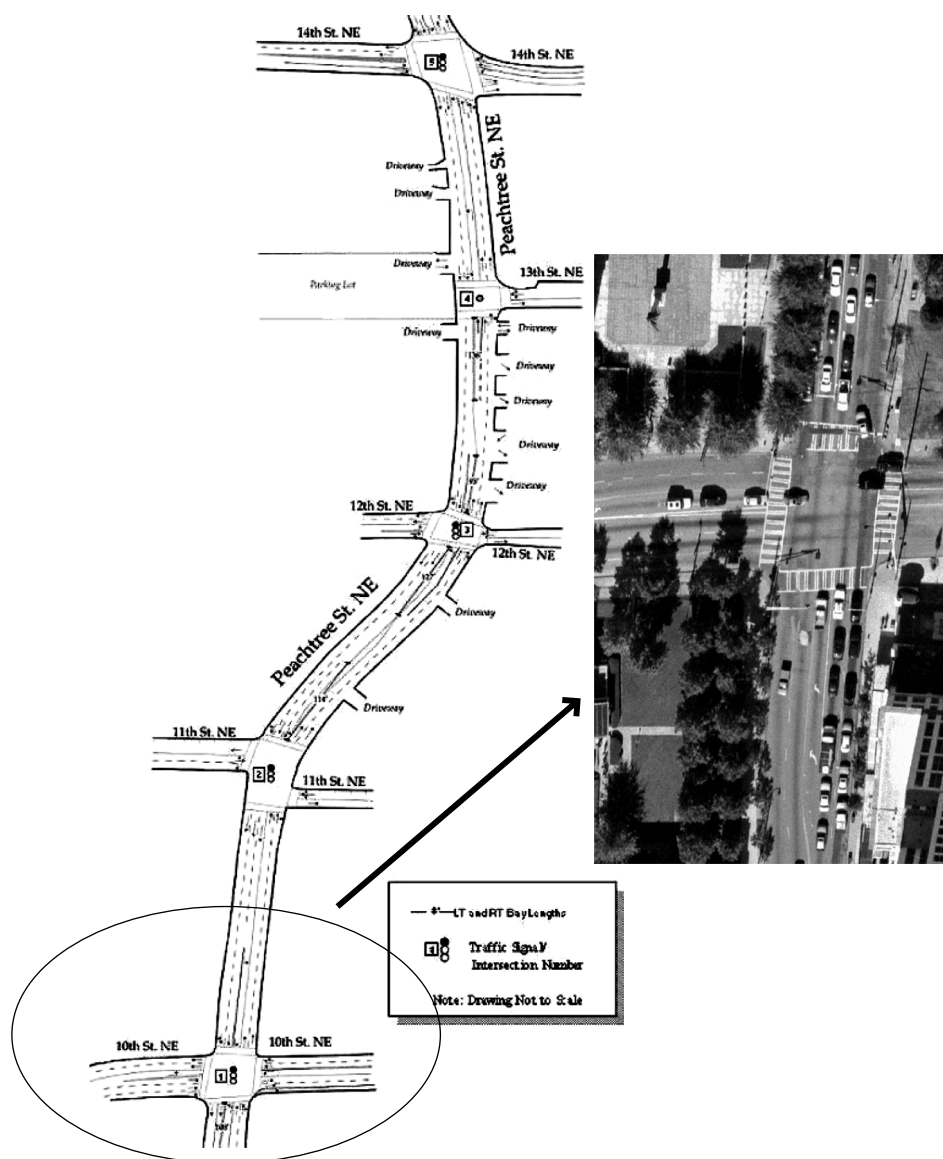 14th St. NE
14th St. NE
5
Driveway
Driveway
Peachtree St. NE
Driveway
13th St. NE
Parking Lot
4
Driveway
Driveway
Driveway
Driveway
Driveway
Driveway
12th St. NE
3
12th St. NE
Peachtree St. NE
Driveway
Driveway
11th St. NE
2
11th St. NE
LT and RT Bay Lengths
Traffic Signal/
Intersection Number
Note: Drawing Not to Scale
10th St. NE
10th St. NE
1